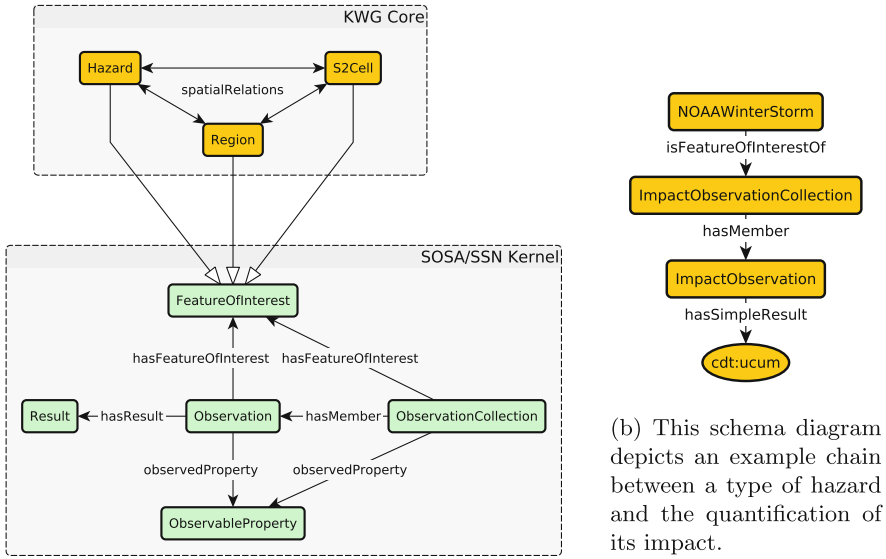 KWG Core
Hazard
S2Cell
spatialRelations
Region
SOSA/SSN Kernel
FeatureOfInterest
hasFeatureOfInterest
hasFeatureOfInterest
Result
hasResult
Observation
hasMember
ObservationCollection
observedProperty
observedProperty
ObservableProperty
NOAAWinterStorm
isFeatureOfInterestOf
ImpactObservationCollection
hasMember
ImpactObservation
hasSimpleResult
cdt:ucum
(b) This schema diagram
depicts an example chain
between a type of hazard
and the quantification of
its impact.